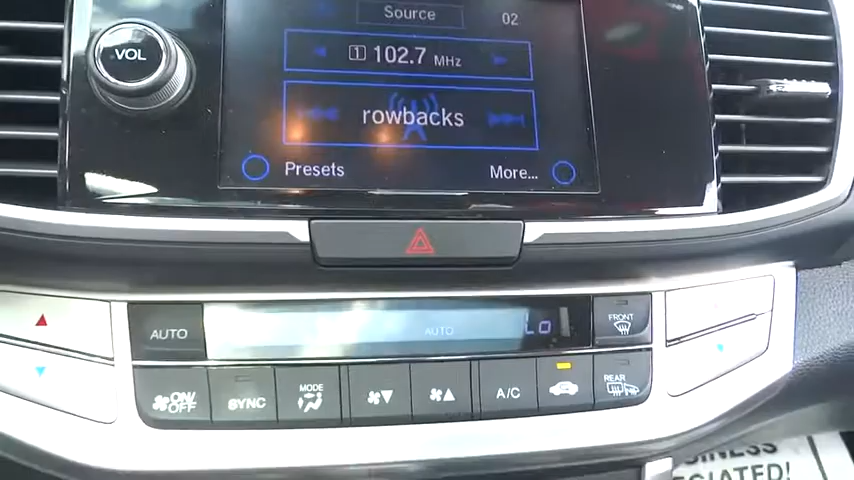 Source
02
VOL
1 102.7 MHz
rowbacks
Presets More...
AUTO
AUTO
Lo
FRONT
ON/OFF
SYNC
MODE
A/C
REAR